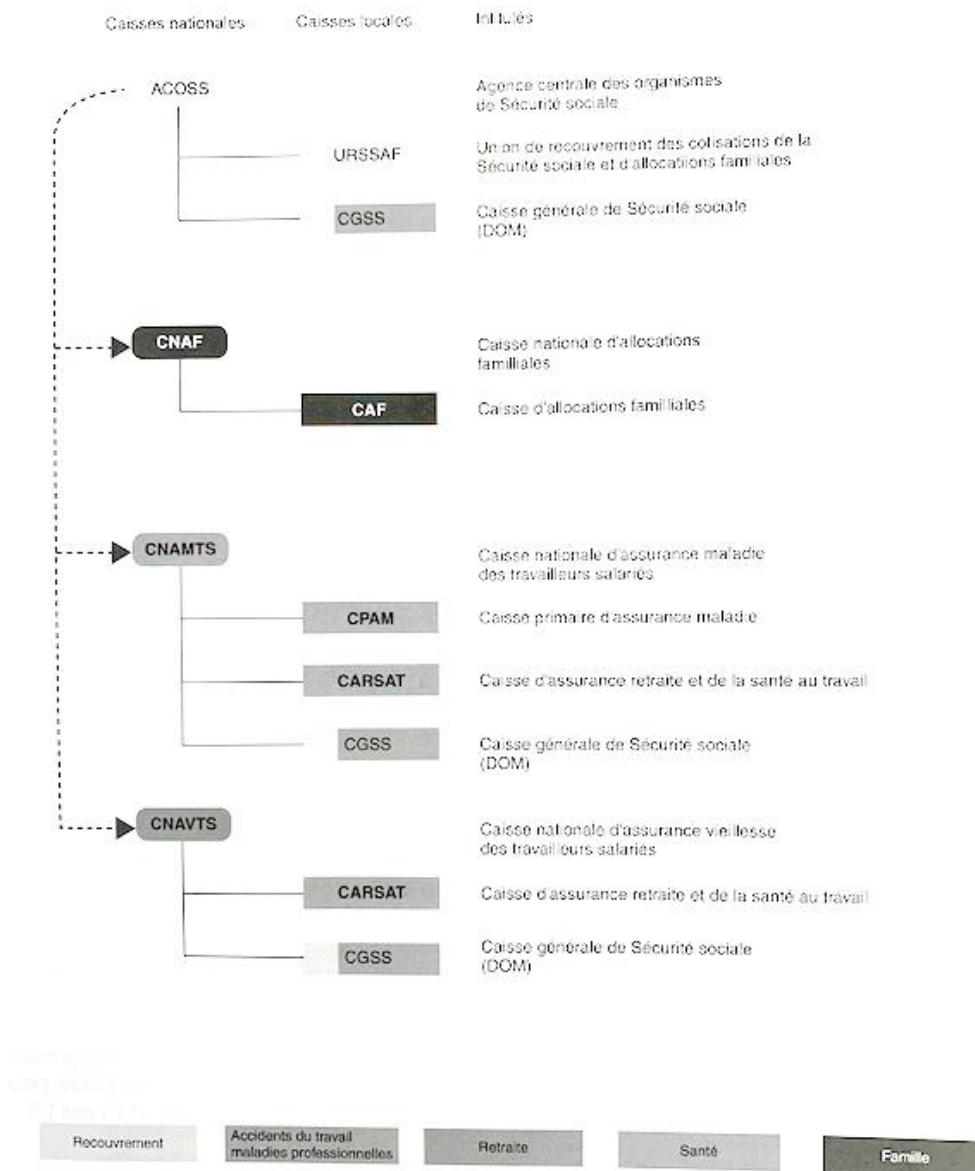 Caisses nationales Caisses locales Intitulés
ACOSS Agence centrale des organismes
de Sécurité sociale
URSSAF Union de recouvrement des cotisations de la
Sécurité sociale et d'allocatiions familiales
CGSS Caisse générale de Sécurité sociale
(DOM)
CNAF Caisse nationale d'allocations
familliales
CAF Caisse d'allocations familliales
CNAMTS Caisse nationale d'assurance maladie
des travailleurs salariés
CPAM Caisse primaire d'assurance maladie
CARSAT Caisse d'assurance retraite et de la santé au travail
CGSS Caisse générale de Sécurité sociale
(DOM)
CNAVTS Caisse nationale d'assurance vieillesse
des travailleurs salariés
CARSAT Caisse d'assurance retraite et de la santé au travail
CGSS Caisse générale de Sécurité sociale
(DOM)
Recouvrement
Accidents du travail
maladies professionnelles
Retraite
Santé
Famille